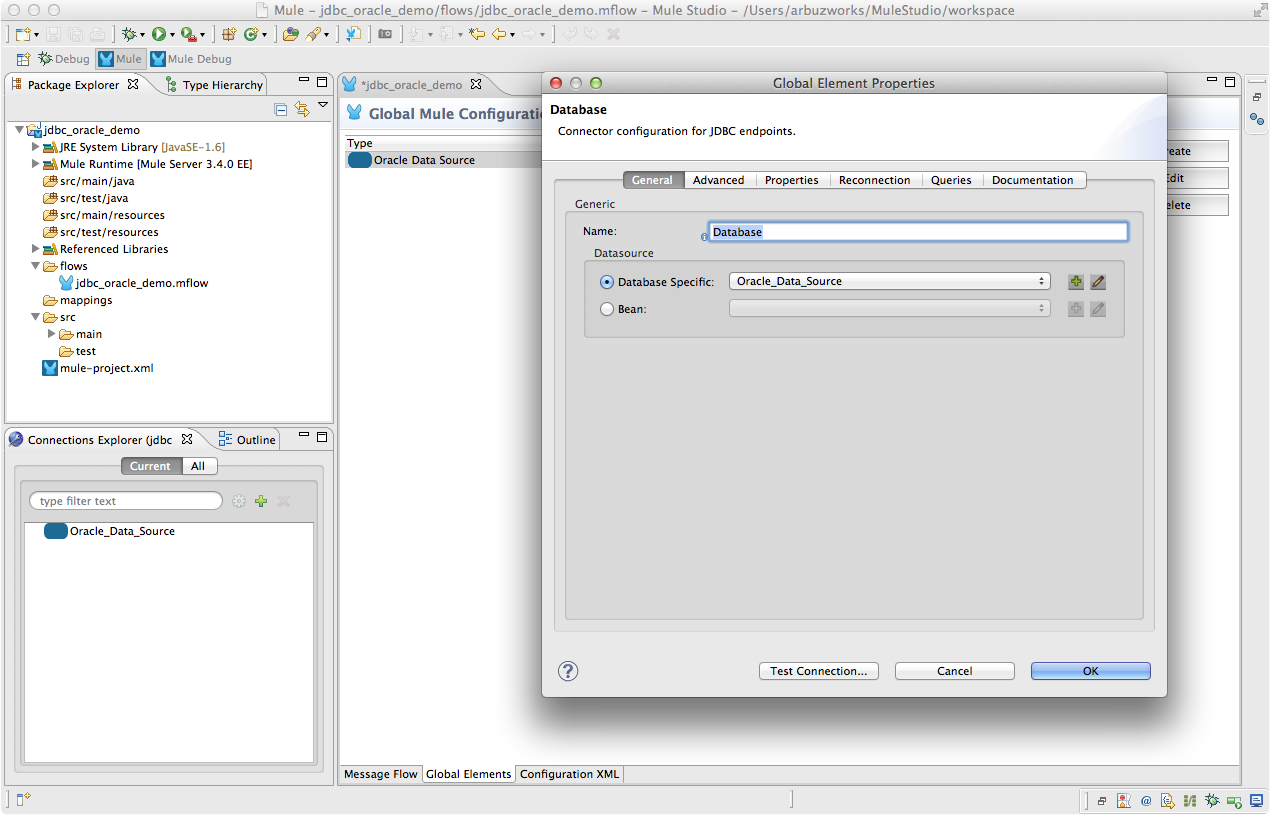 Mule – jdbc_oracle_demo/flows/jdbc_oracle_demo.mflow – Mule Studio – /Users/arbuzworks/MuleStudio/workspace
Debug Mule Mule Debug
Package Explorer Type Hierarchy
jdbc_oracle_demo
JRE System Library [JavaSE-1.6]
Mule Runtime [Mule Server 3.4.0 EE]
src/main/java
src/test/java
src/main/resources
src/test/resources
Referenced Libraries
flows
jdbc_oracle_demo.mflow
mappings
src
main
test
mule-project.xml
Connections Explorer (jdbc Outline
Current All
type filter text
Oracle_Data_Source
*jdbc_oracle_demo
Global Mule Configurati
Type
Oracle Data Source
reate
Edit
elete
Message Flow Global Elements Configuration XML
Global Element Properties
Database
Connector configuration for JDBC endpoints.
General Advanced Properties Reconnection Queries Documentation
Generic
Name: Database
Datasource
Database Specific: Oracle_Data_Source
Bean:
? Test Connection... Cancel OK